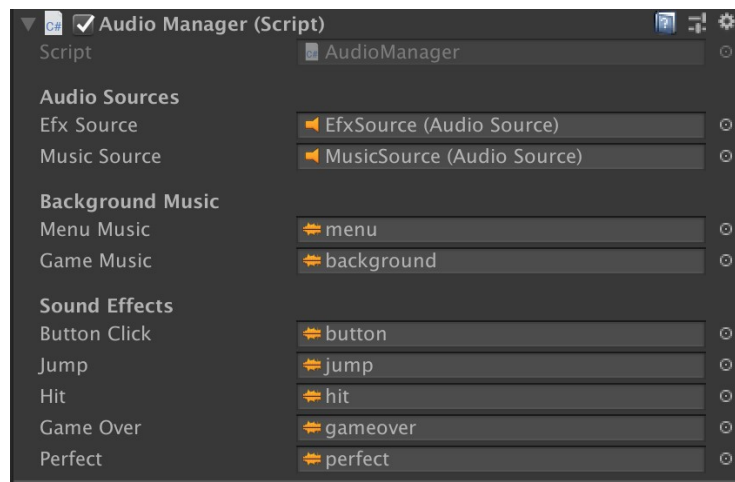 C# Audio Manager (Script)
Script C# AudioManager
Audio Sources
Efx Source EfxSource (Audio Source)
Music Source MusicSource (Audio Source)
Background Music
Menu Music menu
Game Music background
Sound Effects
Button Click button
Jump jump
Hit hit
Game Over gameover
Perfect perfect